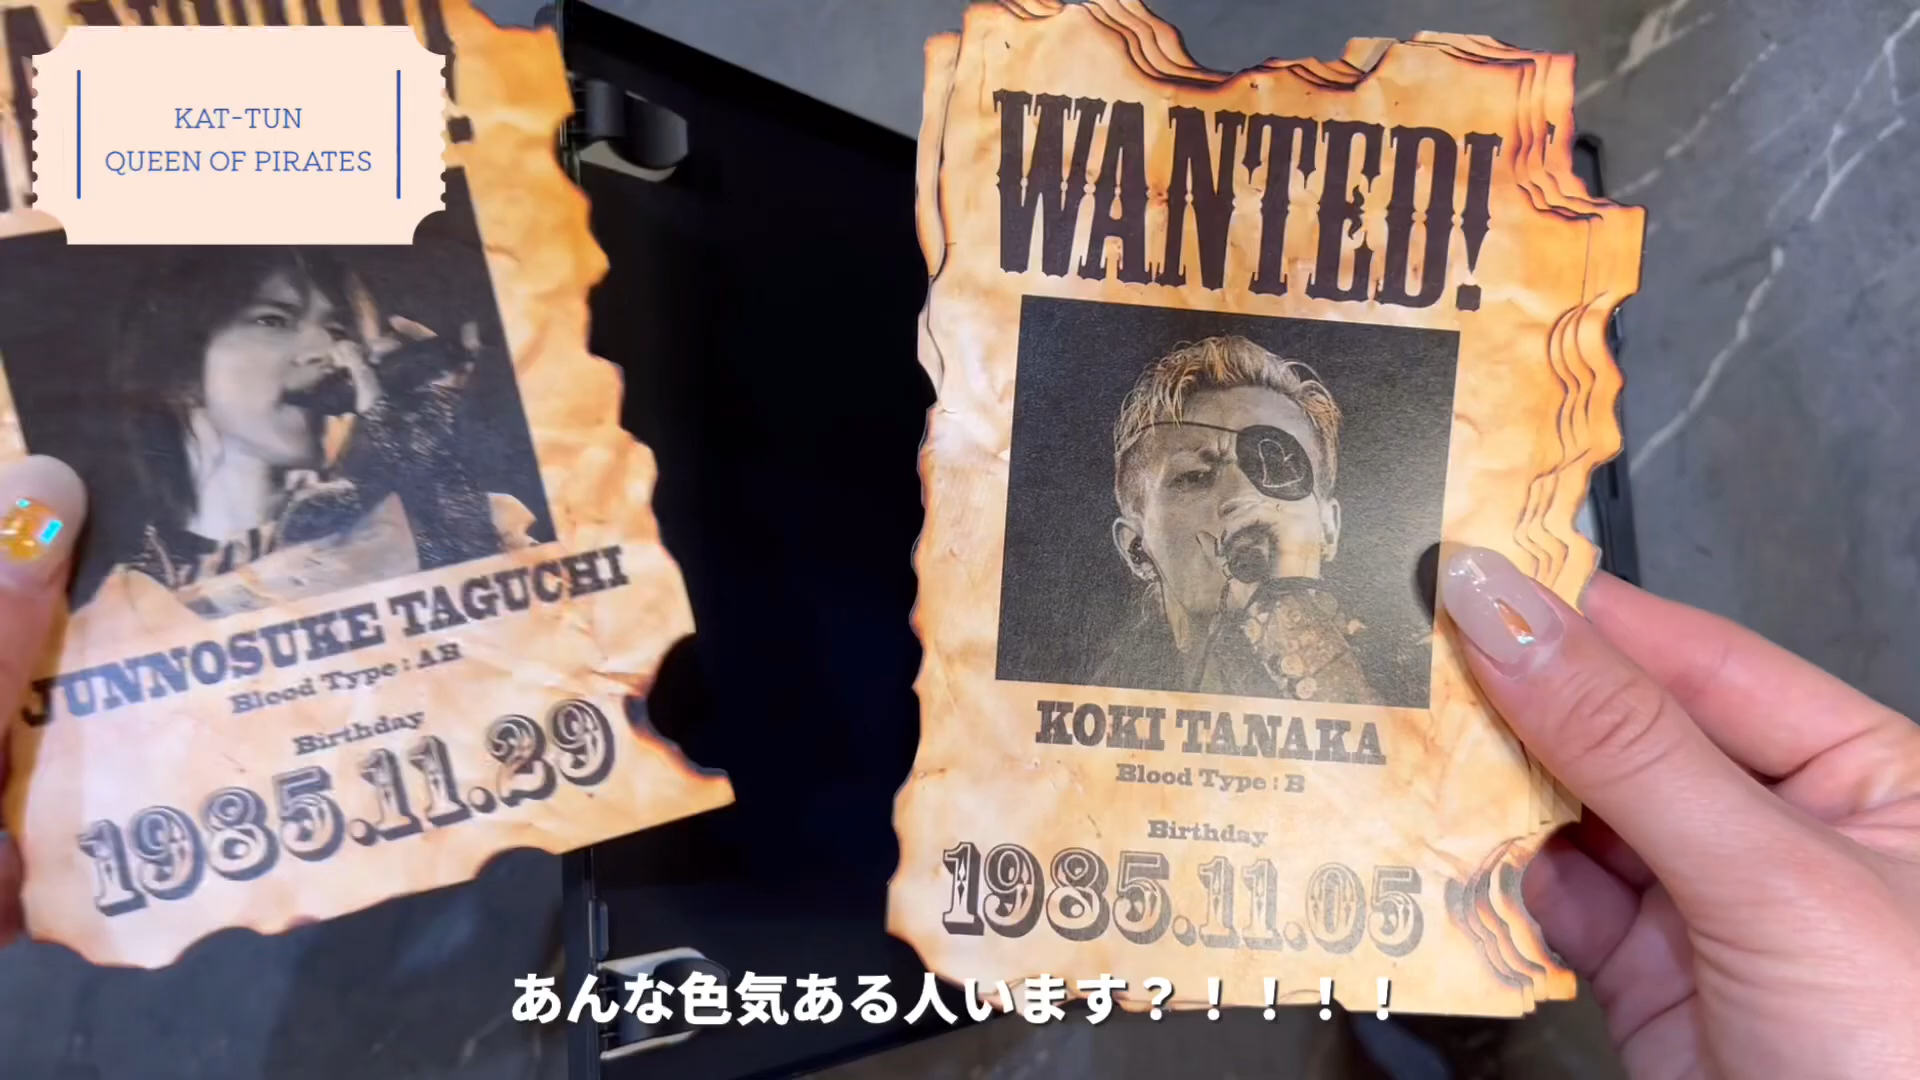 KAT-TUN
QUEEN OF PIRATES
JUNNOSUKE TAGUCHI
Blood Type : AB
Birthday
1985.11.29
WANTED!
KOKI TANAKA
Blood Type : B
Birthday
1985.11.05
あんな色気ある人います？！！！！